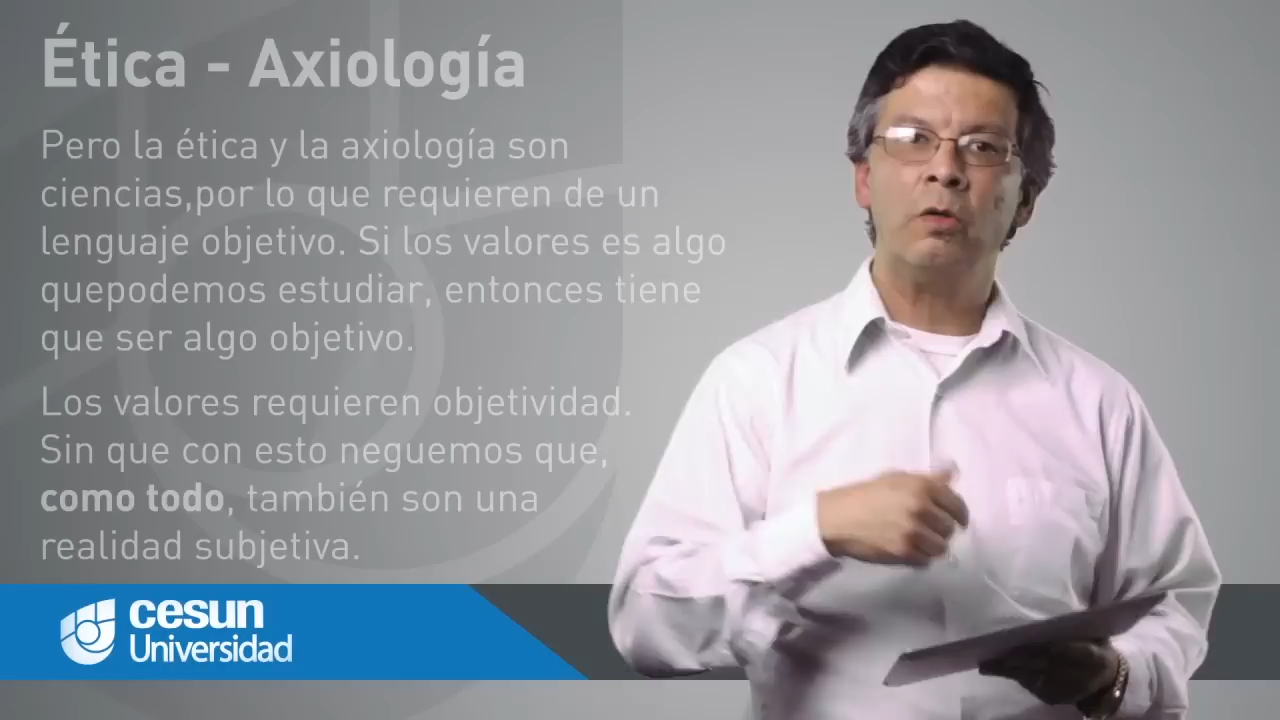 Ética - Axiología
Pero la ética y la axiología son
ciencias,por lo que requieren de un
lenguaje objetivo. Si los valores es algo
quepodemos estudiar, entonces tiene
que ser algo objetivo.
Los valores requieren objetividad.
Sin que con esto neguemos que,
como todo, también son una
realidad subjetiva.
cesun
Universidad